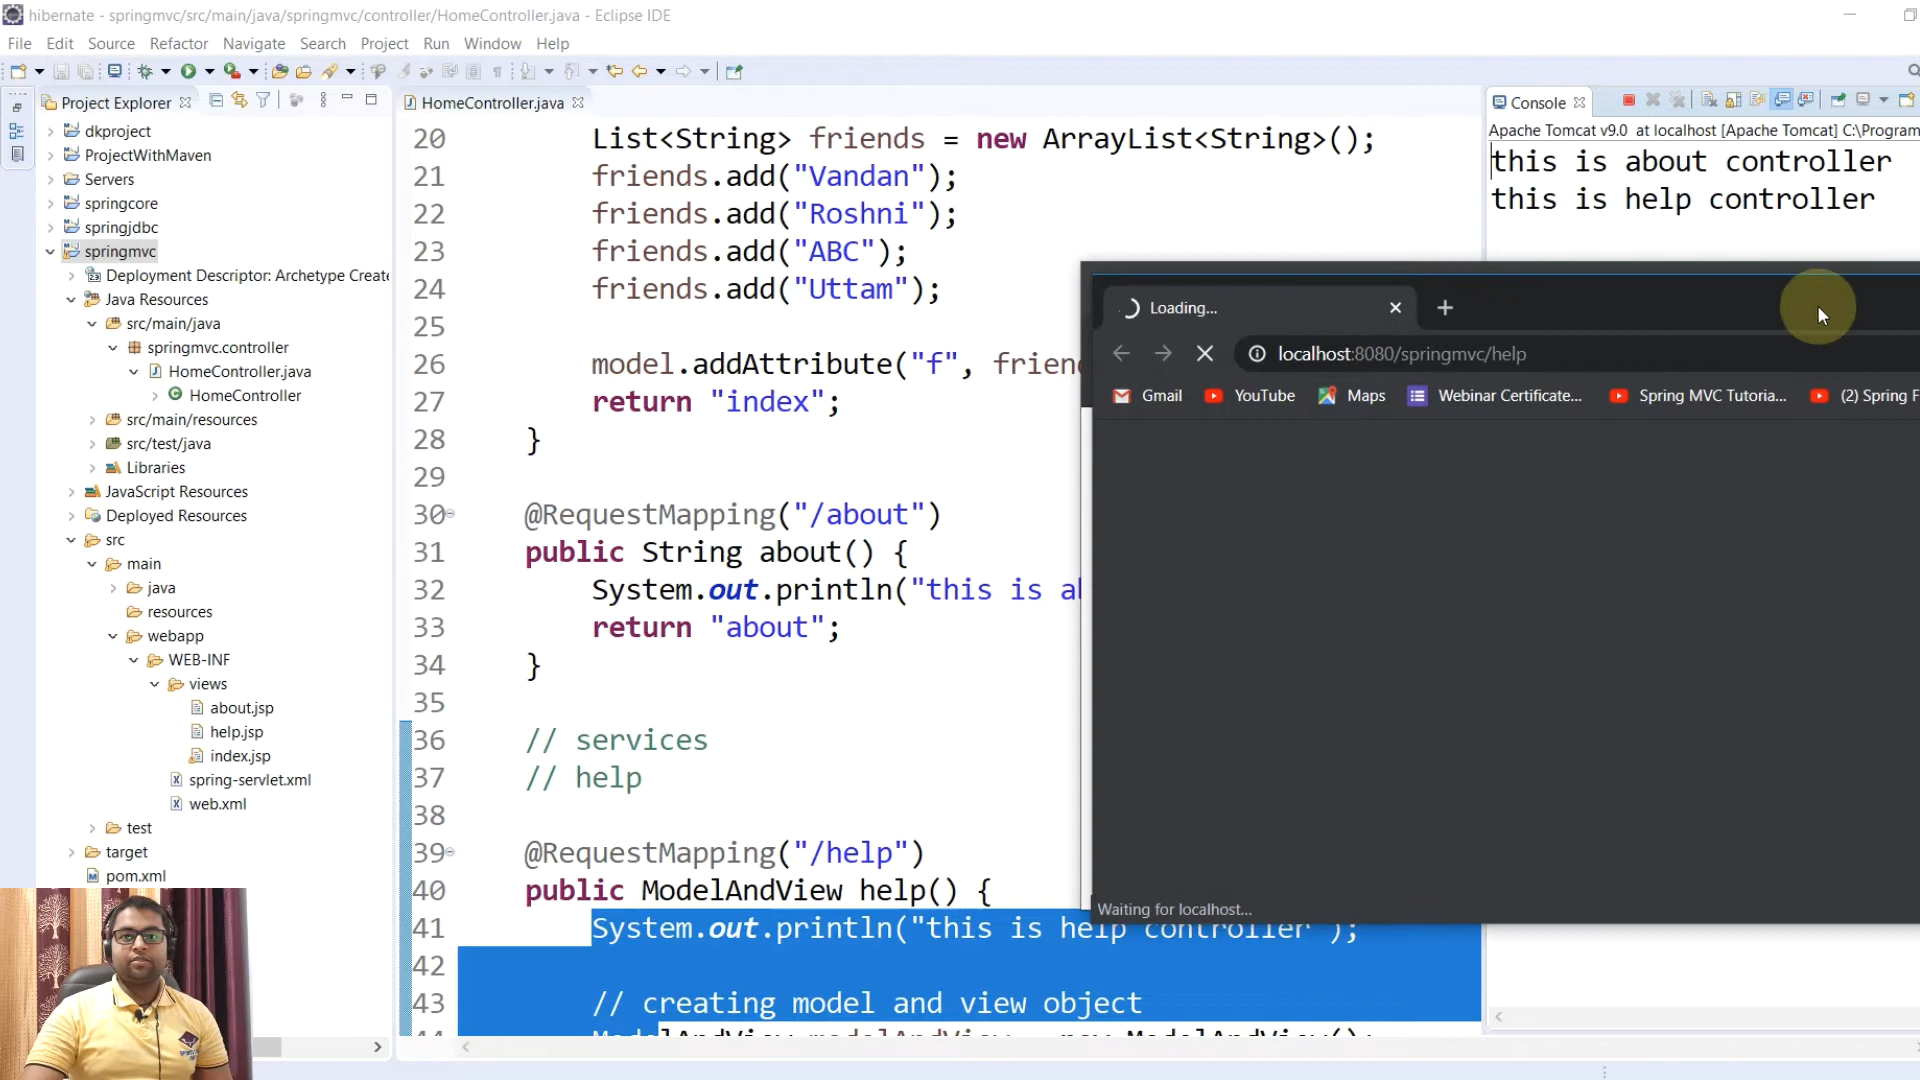 hibernate - springmvc/src/main/java/springmvc/controller/HomeController.java - Eclipse IDE
File Edit Source Refactor Navigate Search Project Run Window Help
Project Explorer
dkproject
ProjectWithMaven
Servers
springcore
springjdbc
springmvc
Deployment Descriptor: Archetype Create
Java Resources
src/main/java
springmvc.controller
HomeController.java
HomeController
src/main/resources
src/test/java
Libraries
JavaScript Resources
Deployed Resources
src
main
java
resources
webapp
WEB-INF
views
about.jsp
help.jsp
index.jsp
spring-servlet.xml
web.xml
test
target
pom.xml
HomeController.java
20 List<String> friends = new ArrayList<String>();
21 friends.add("Vandan");
22 friends.add("Roshni");
23 friends.add("ABC");
24 friends.add("Uttam");
25
26 model.addAttribute("f", frien
27 return "index";
28 }
29
30 @RequestMapping("/about")
31 public String about() {
32 System.out.println("this is a
33 return "about";
34 }
35
36 // services
37 // help
38
39 @RequestMapping("/help")
40 public ModelAndView help() {
41 System.out.println("this is help controller");
42
43 // creating model and view object
44 ModelAndView modelAndView = new ModelAndView();
Console
Apache Tomcat v9.0 at localhost [Apache Tomcat] C:\Program
this is about controller
this is help controller
Loading...
localhost:8080/springmvc/help
Gmail YouTube Maps Webinar Certificate... Spring MVC Tutoria... (2) Spring F
Waiting for localhost...